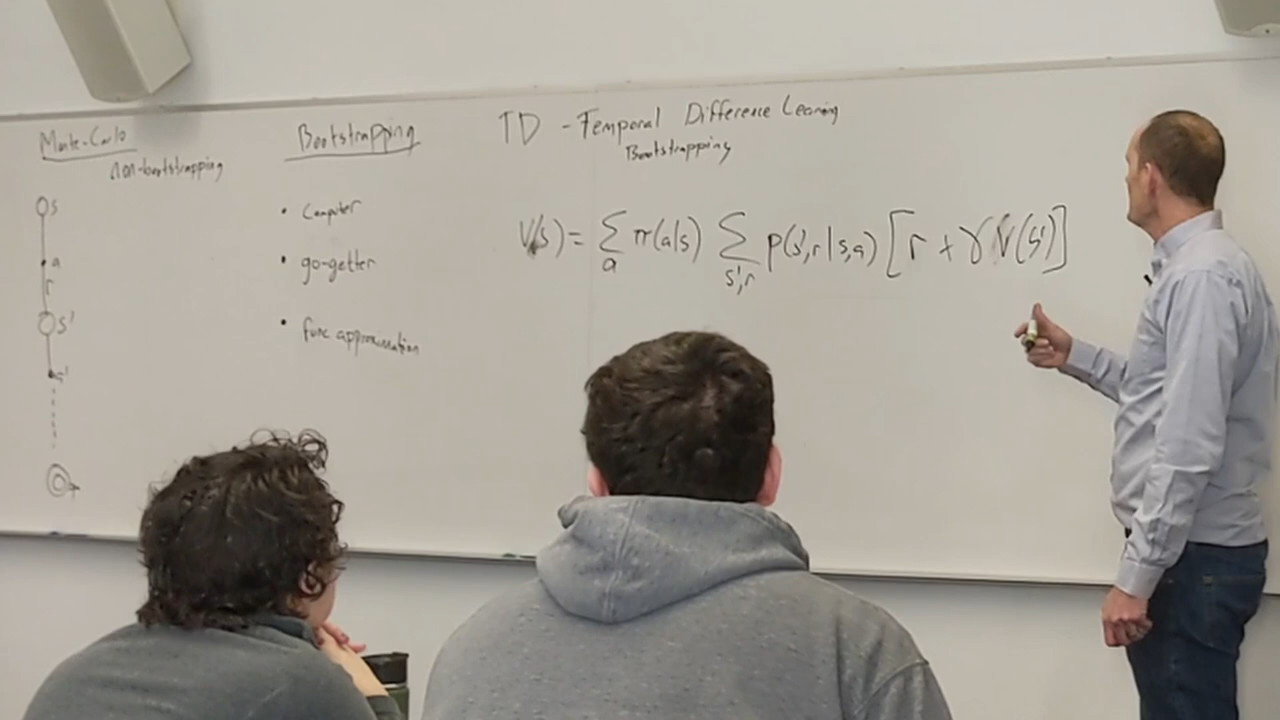 Monte-Carlo
non-bootstrapping
s
a
r
s'
a'
Bootstrapping
• Computer
• go-getter
• func approximation
TD - Temporal Difference Learning
Bootstrapping
V(s) = ∑ π(a|s) ∑ p(s',r|s,a) [r + γ V(s')]
a s',r